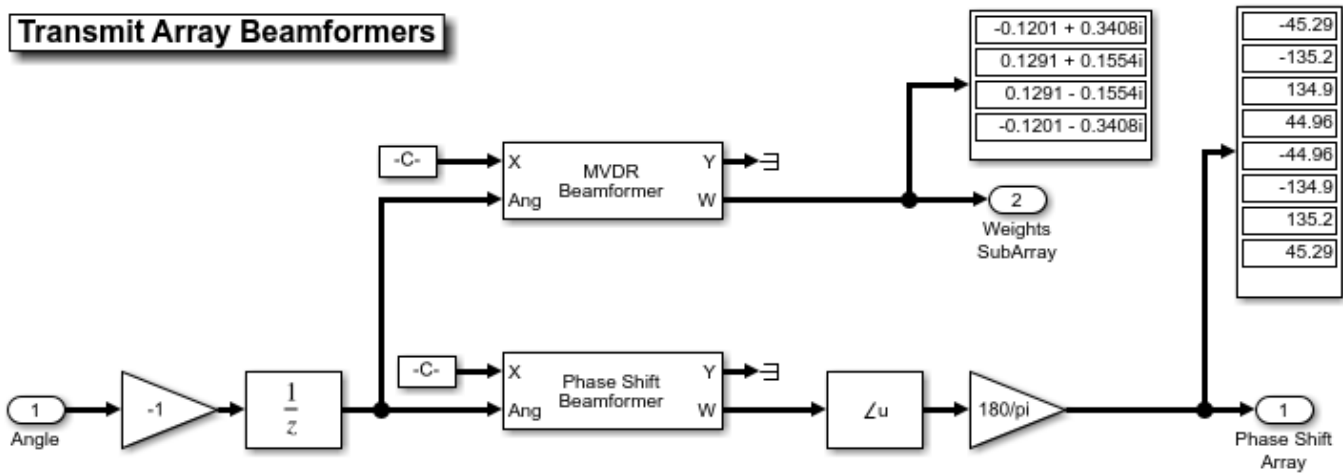 Transmit Array Beamformers
-0.1201 + 0.3408i
0.1291 + 0.1554i
0.1291 - 0.1554i
-0.1201 - 0.3408i
-45.29
-135.2
134.9
44.96
-44.96
-134.9
135.2
45.29
-C-
X
Ang
MVDR
Beamformer
Y
W
2
Weights
SubArray
1
Angle
-1
1
z
-C-
X
Ang
Phase Shift
Beamformer
Y
W
∠u
180/pi
1
Phase Shift
Array